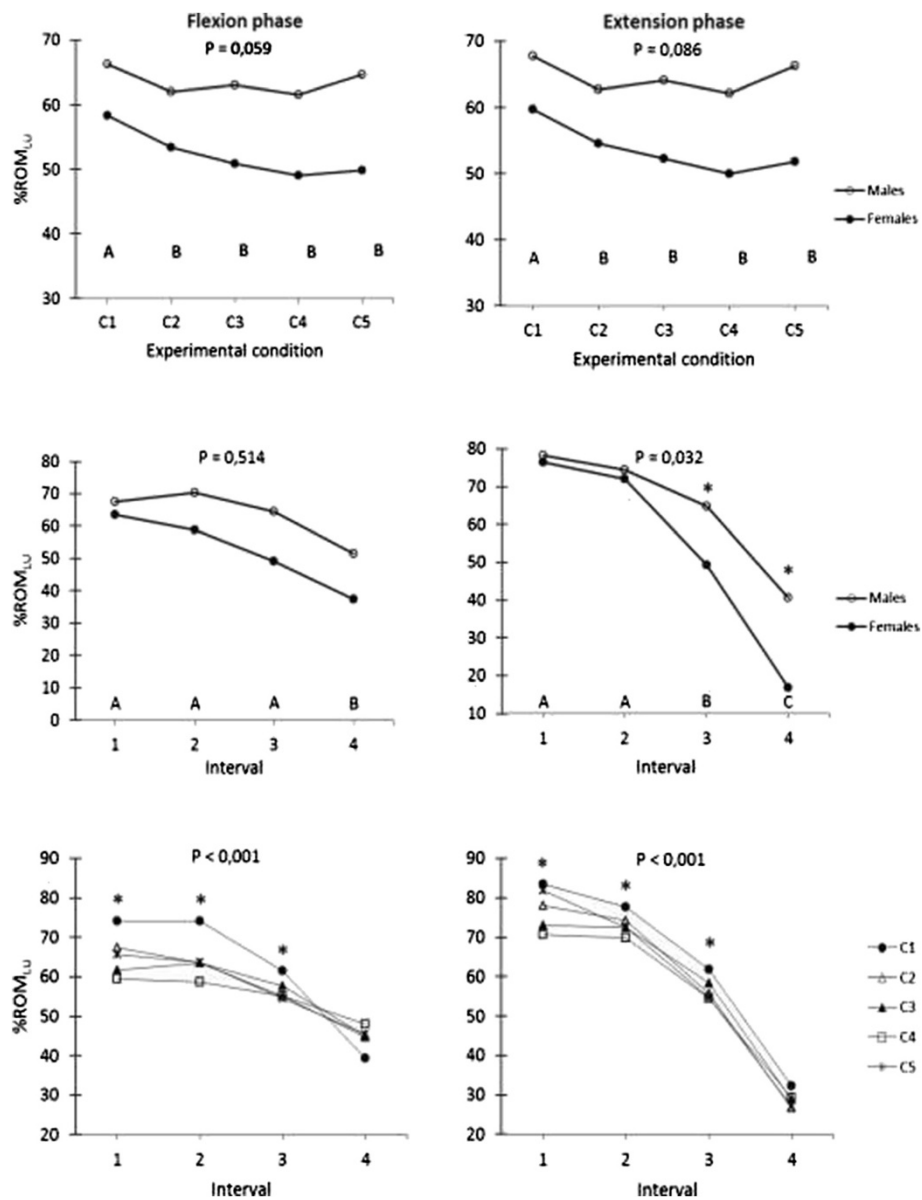 Flexion phase
P = 0,059
70
60
50
40
30
%ROM_LU
A B B B B
C1 C2 C3 C4 C5
Experimental condition
Extension phase
P = 0,086
70
60
50
40
30
A B B B B
C1 C2 C3 C4 C5
Experimental condition
Males
Females
P = 0,514
80
70
60
50
40
30
20
10
0
%ROM_LU
A A A B
1 2 3 4
Interval
P = 0,032
80
70
60
50
40
30
20
10
*
*
A A B C
1 2 3 4
Interval
Males
Females
P < 0,001
90
80
70
60
50
40
30
20
%ROM_LU
* * *
1 2 3 4
Interval
P < 0,001
90
80
70
60
50
40
30
20
* * *
1 2 3 4
Interval
C1
C2
C3
C4
C5